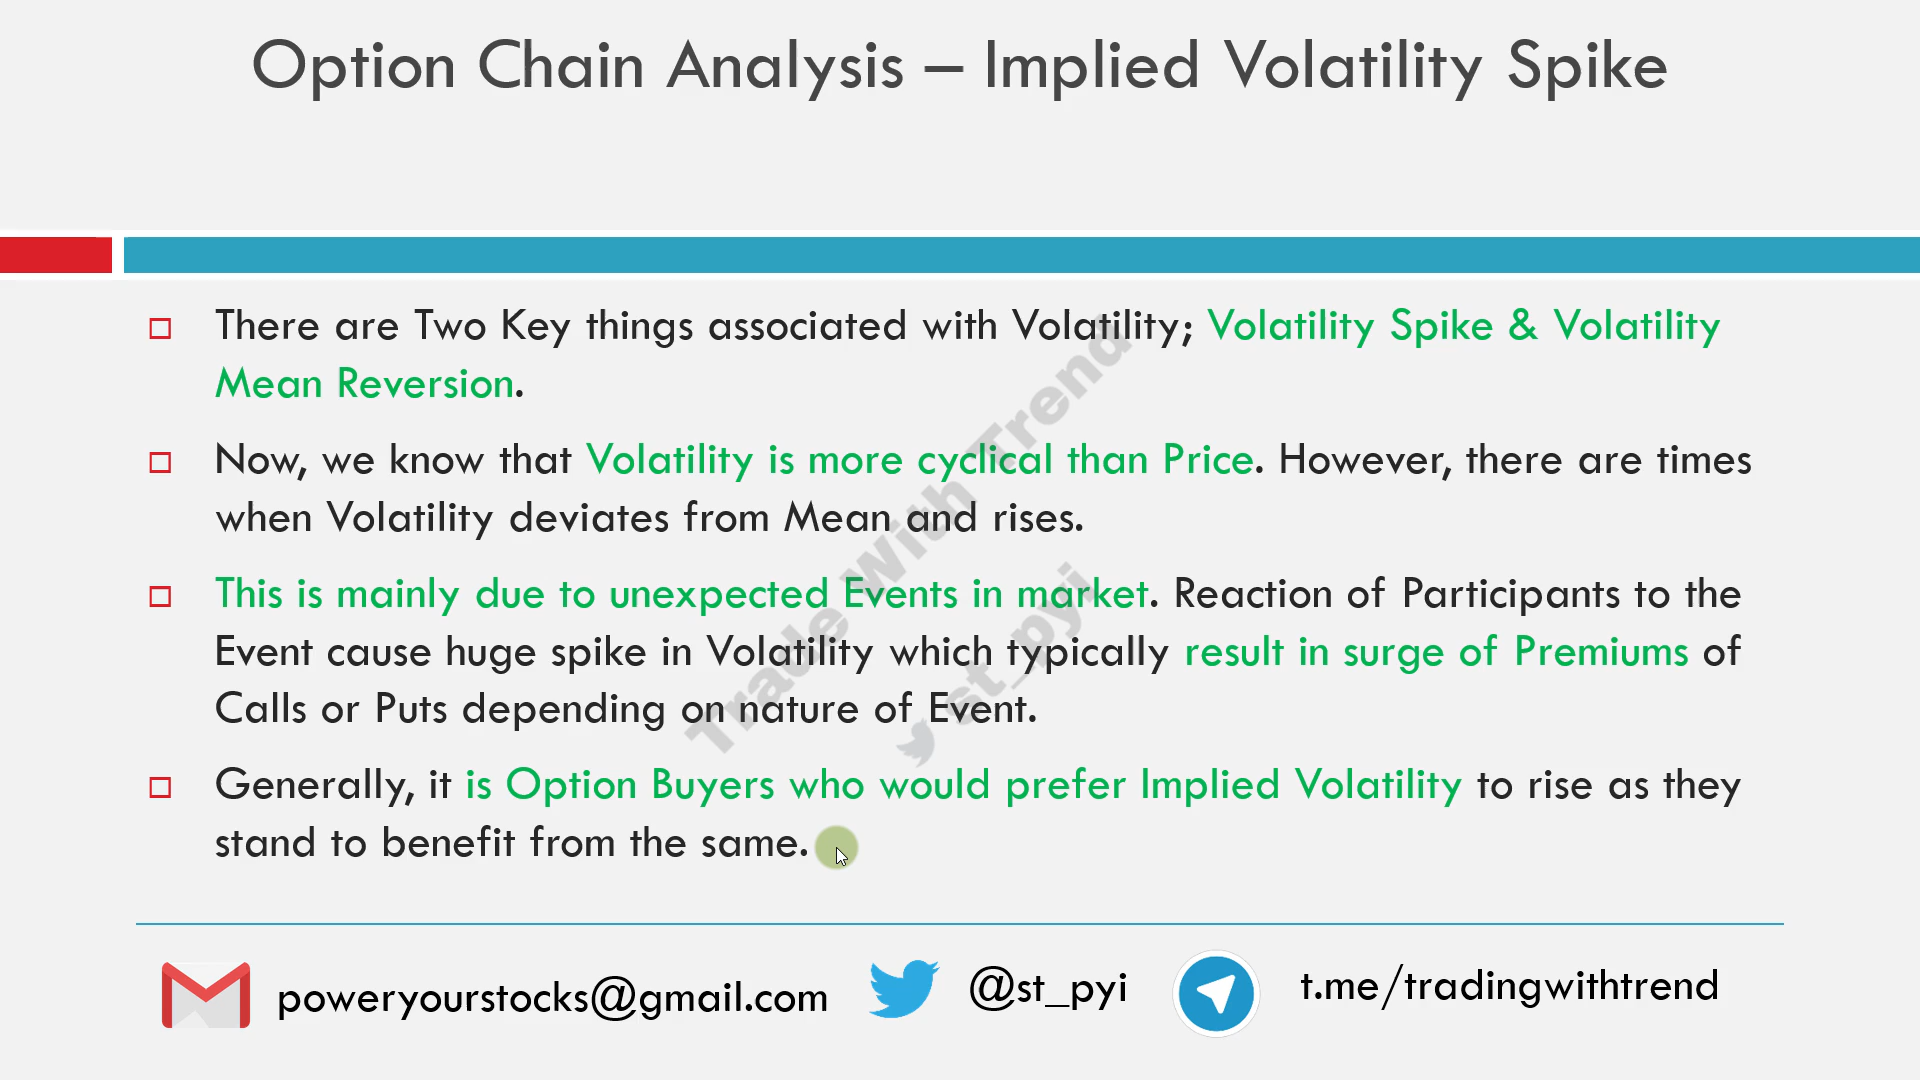 Option Chain Analysis – Implied Volatility Spike
There are Two Key things associated with Volatility; Volatility Spike & Volatility
Mean Reversion.
Now, we know that Volatility is more cyclical than Price. However, there are times
when Volatility deviates from Mean and rises.
This is mainly due to unexpected Events in market. Reaction of Participants to the
Event cause huge spike in Volatility which typically result in surge of Premiums of
Calls or Puts depending on nature of Event.
Generally, it is Option Buyers who would prefer Implied Volatility to rise as they
stand to benefit from the same.
Trade With Trend
st_pyi
poweryourstocks@gmail.com
@st_pyi
t.me/tradingwithtrend